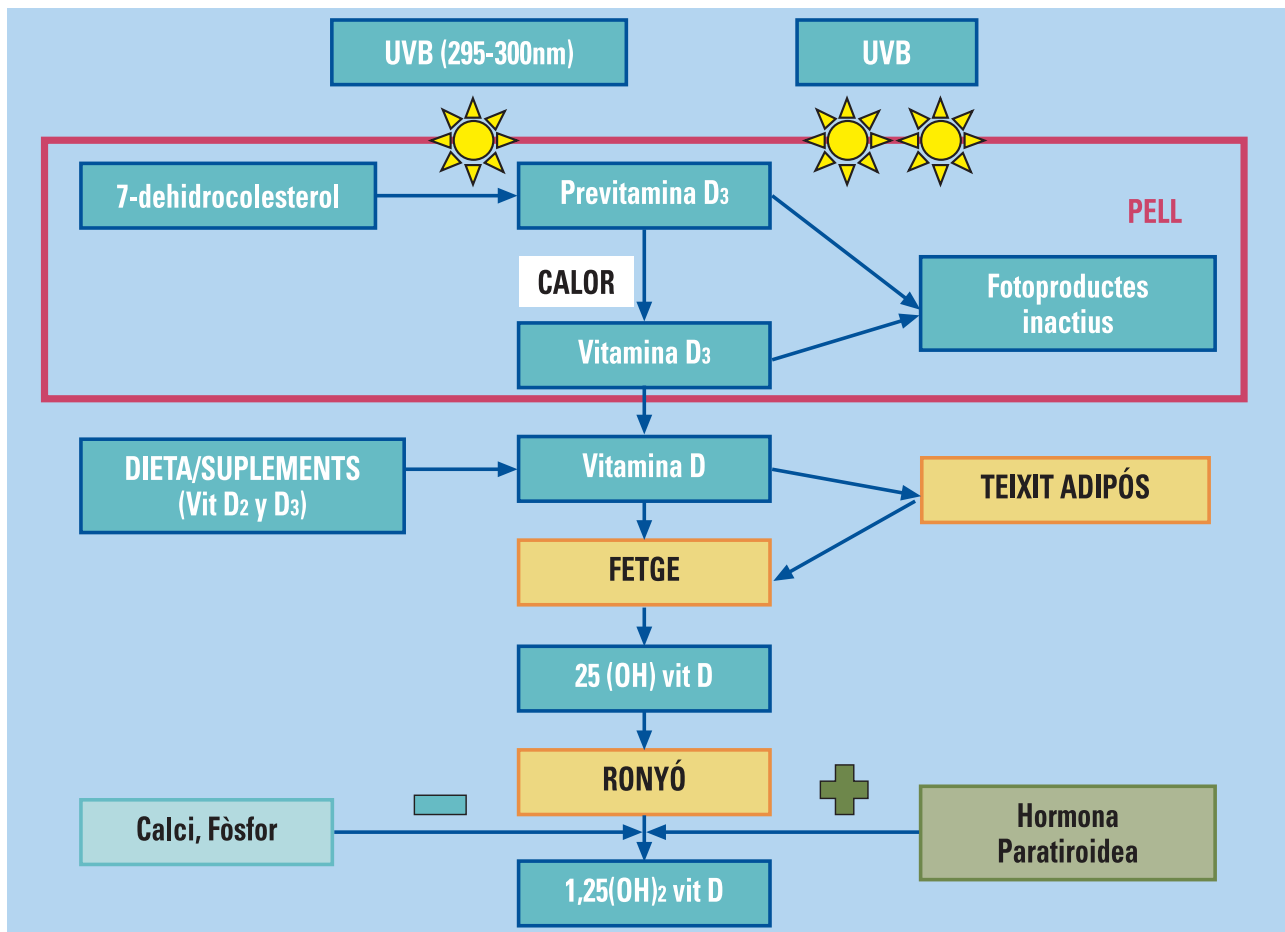 UVB (295-300nm)
UVB
7-dehidrocolesterol
Previtamina D₃
PELL
CALOR
Fotoproductes
inactius
Vitamina D₃
DIETA/SUPLEMENTS
(Vit D₂ y D₃)
Vitamina D
TEIXIT ADIPÓS
FETGE
25 (OH) vit D
RONYÓ
Calci, Fòsfor
Hormona
Paratiroidea
1,25(OH)₂ vit D